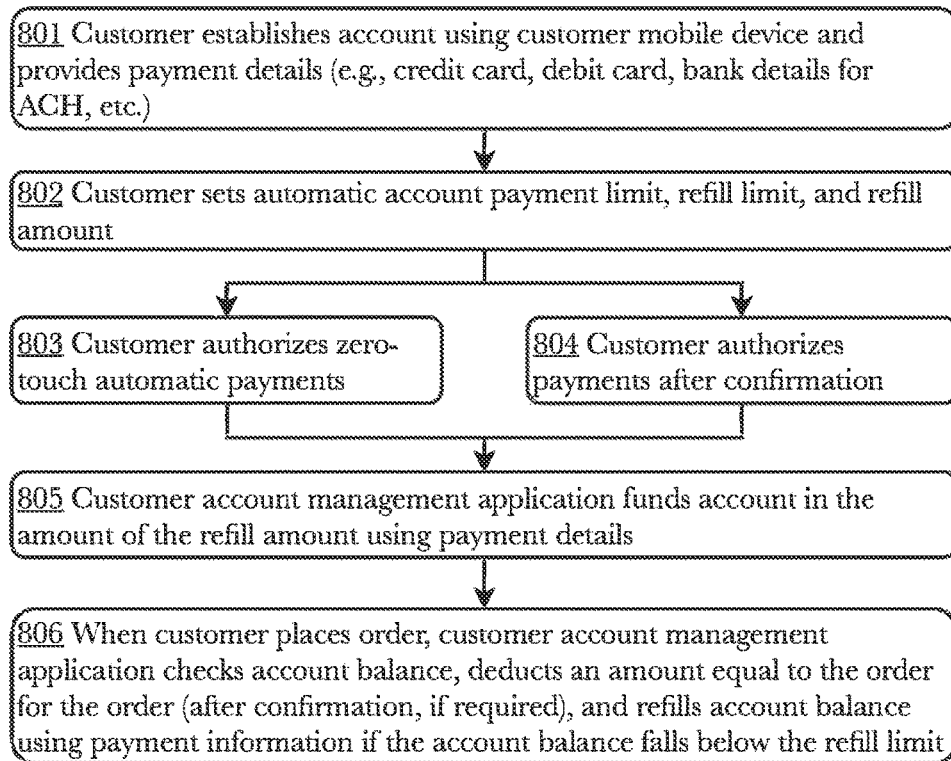 801 Customer establishes account using customer mobile device and
provides payment details (e.g., credit card, debit card, bank details for
ACH, etc.)
802 Customer sets automatic account payment limit, refill limit, and refill
amount
803 Customer authorizes zero-
touch automatic payments
804 Customer authorizes
payments after confirmation
805 Customer account management application funds account in the
amount of the refill amount using payment details
806 When customer places order, customer account management
application checks account balance, deducts an amount equal to the order
for the order (after confirmation, if required), and refills account balance
using payment information if the account balance falls below the refill limit